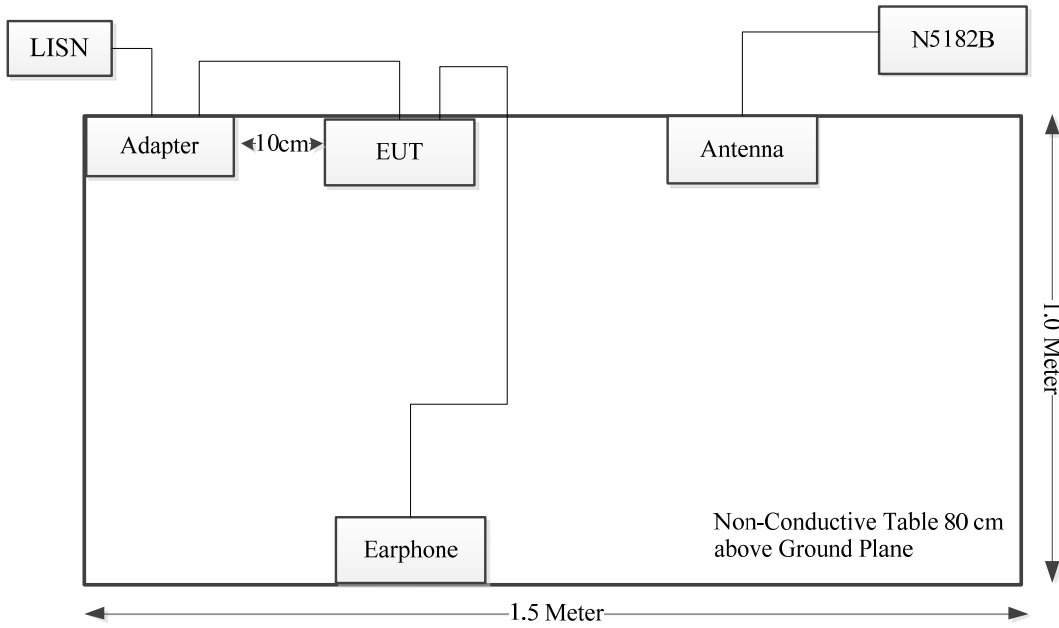 LISN
N5182B
Adapter
10cm
EUT
Antenna
1.0 Meter
Non-Conductive Table 80 cm
above Ground Plane
Earphone
1.5 Meter